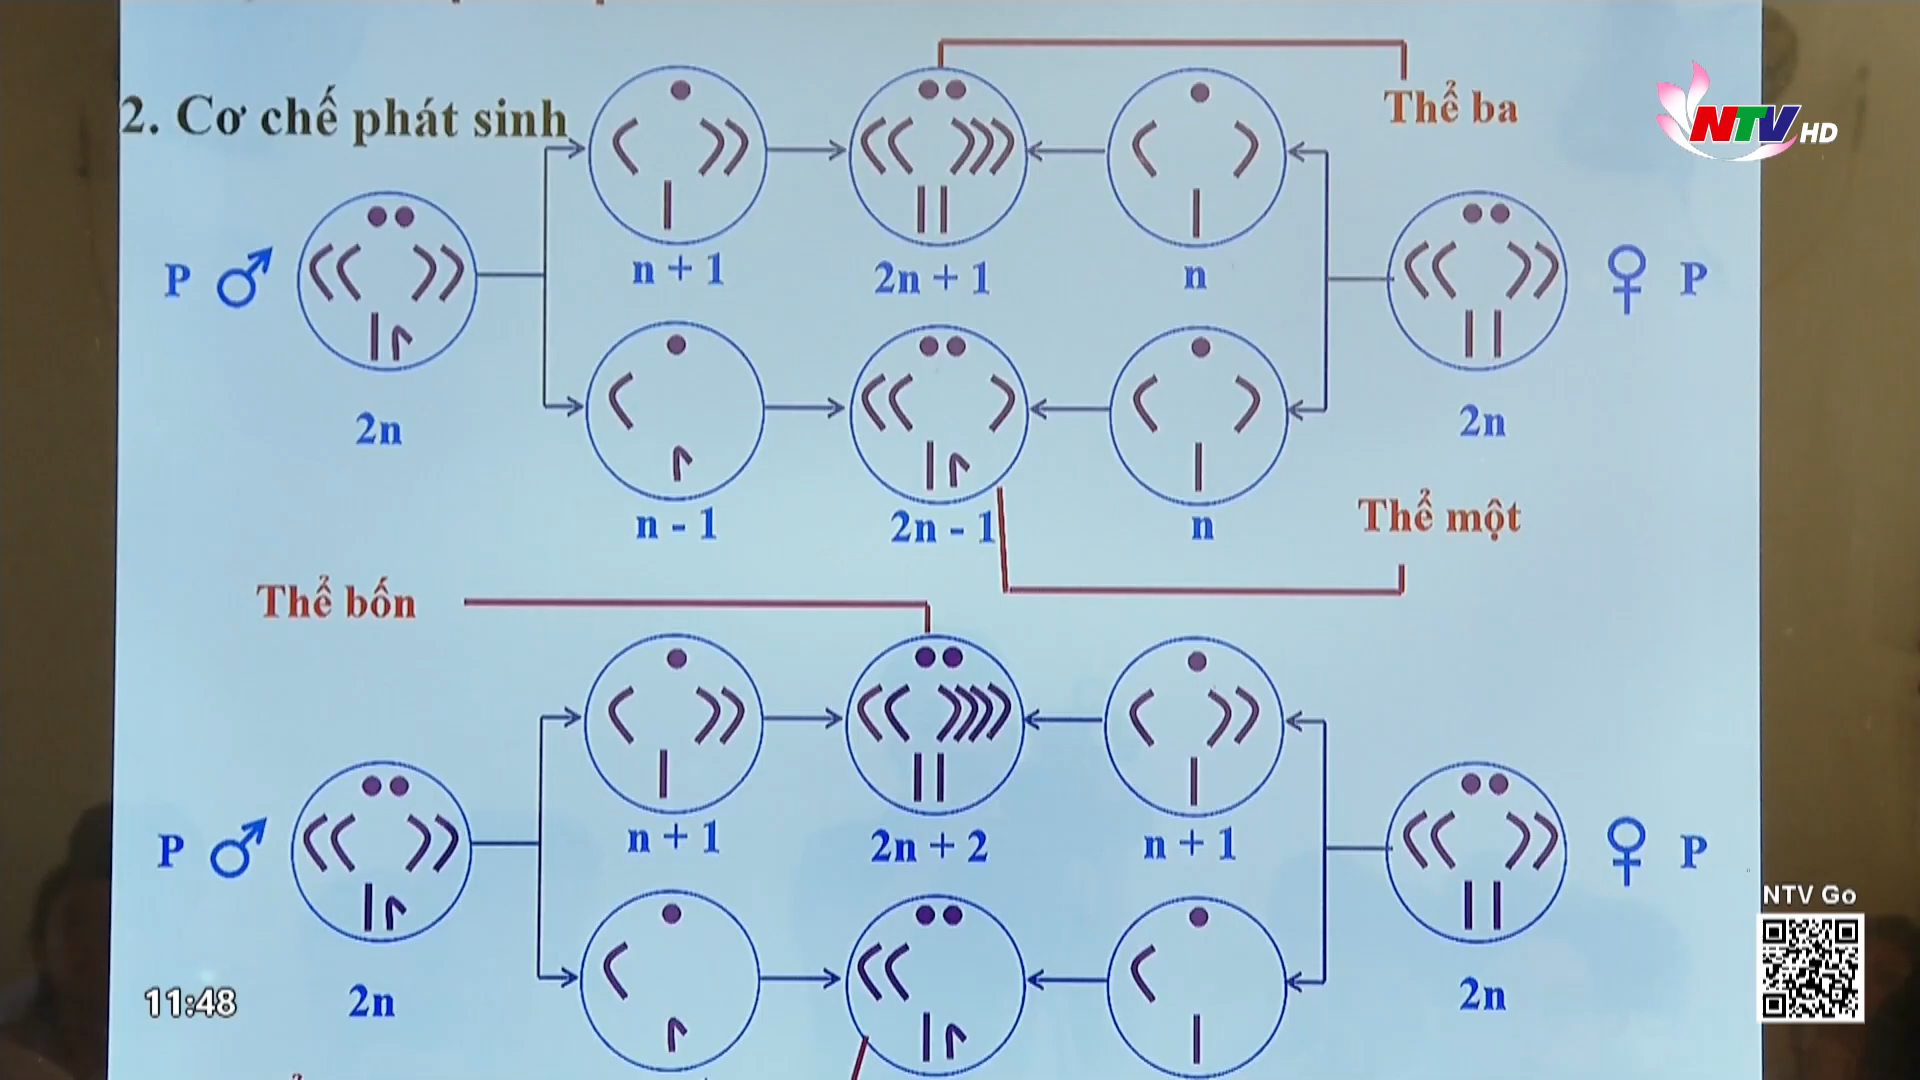 2. Cơ chế phát sinh
Thể ba
NTV HD
P
n + 1
2n + 1
n
P
2n
2n
n - 1
2n - 1
n
Thể một
Thể bốn
P
n + 1
2n + 2
n + 1
P
NTV Go
11:48
2n
2n